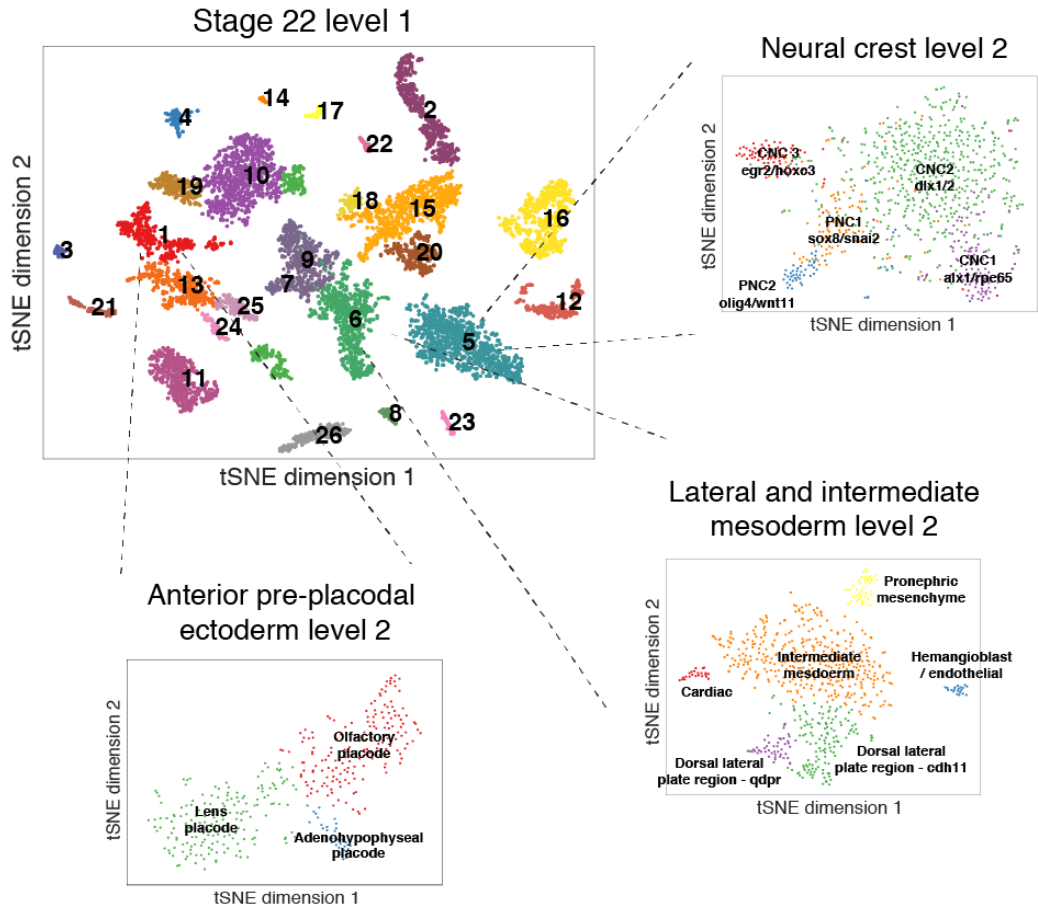 Stage 22 level 1
tSNE dimension 2
4
14
17
2
22
19
10
18
15
16
3
1
9
20
7
13
25
21
24
6
12
5
11
8
23
26
tSNE dimension 1
Neural crest level 2
tSNE dimension 2
CNC 3
egr2/hoxo3
CNC2
dlx1/2
PNC1
sox8/snai2
CNC1
alx1/rpe65
PNC2
olig4/wnt11
tSNE dimension 1
Lateral and intermediate
mesoderm level 2
tSNE dimension 2
Pronephric
mesenchyme
Intermediate
mesdoerm
Hemangioblast
/ endothelial
Cardiac
Dorsal lateral
plate region - qdpr
Dorsal lateral
plate region - cdh11
tSNE dimension 1
Anterior pre-placodal
ectoderm level 2
tSNE dimension 2
Olfactory
placode
Lens
placode
Adenohypophyseal
placode
tSNE dimension 1